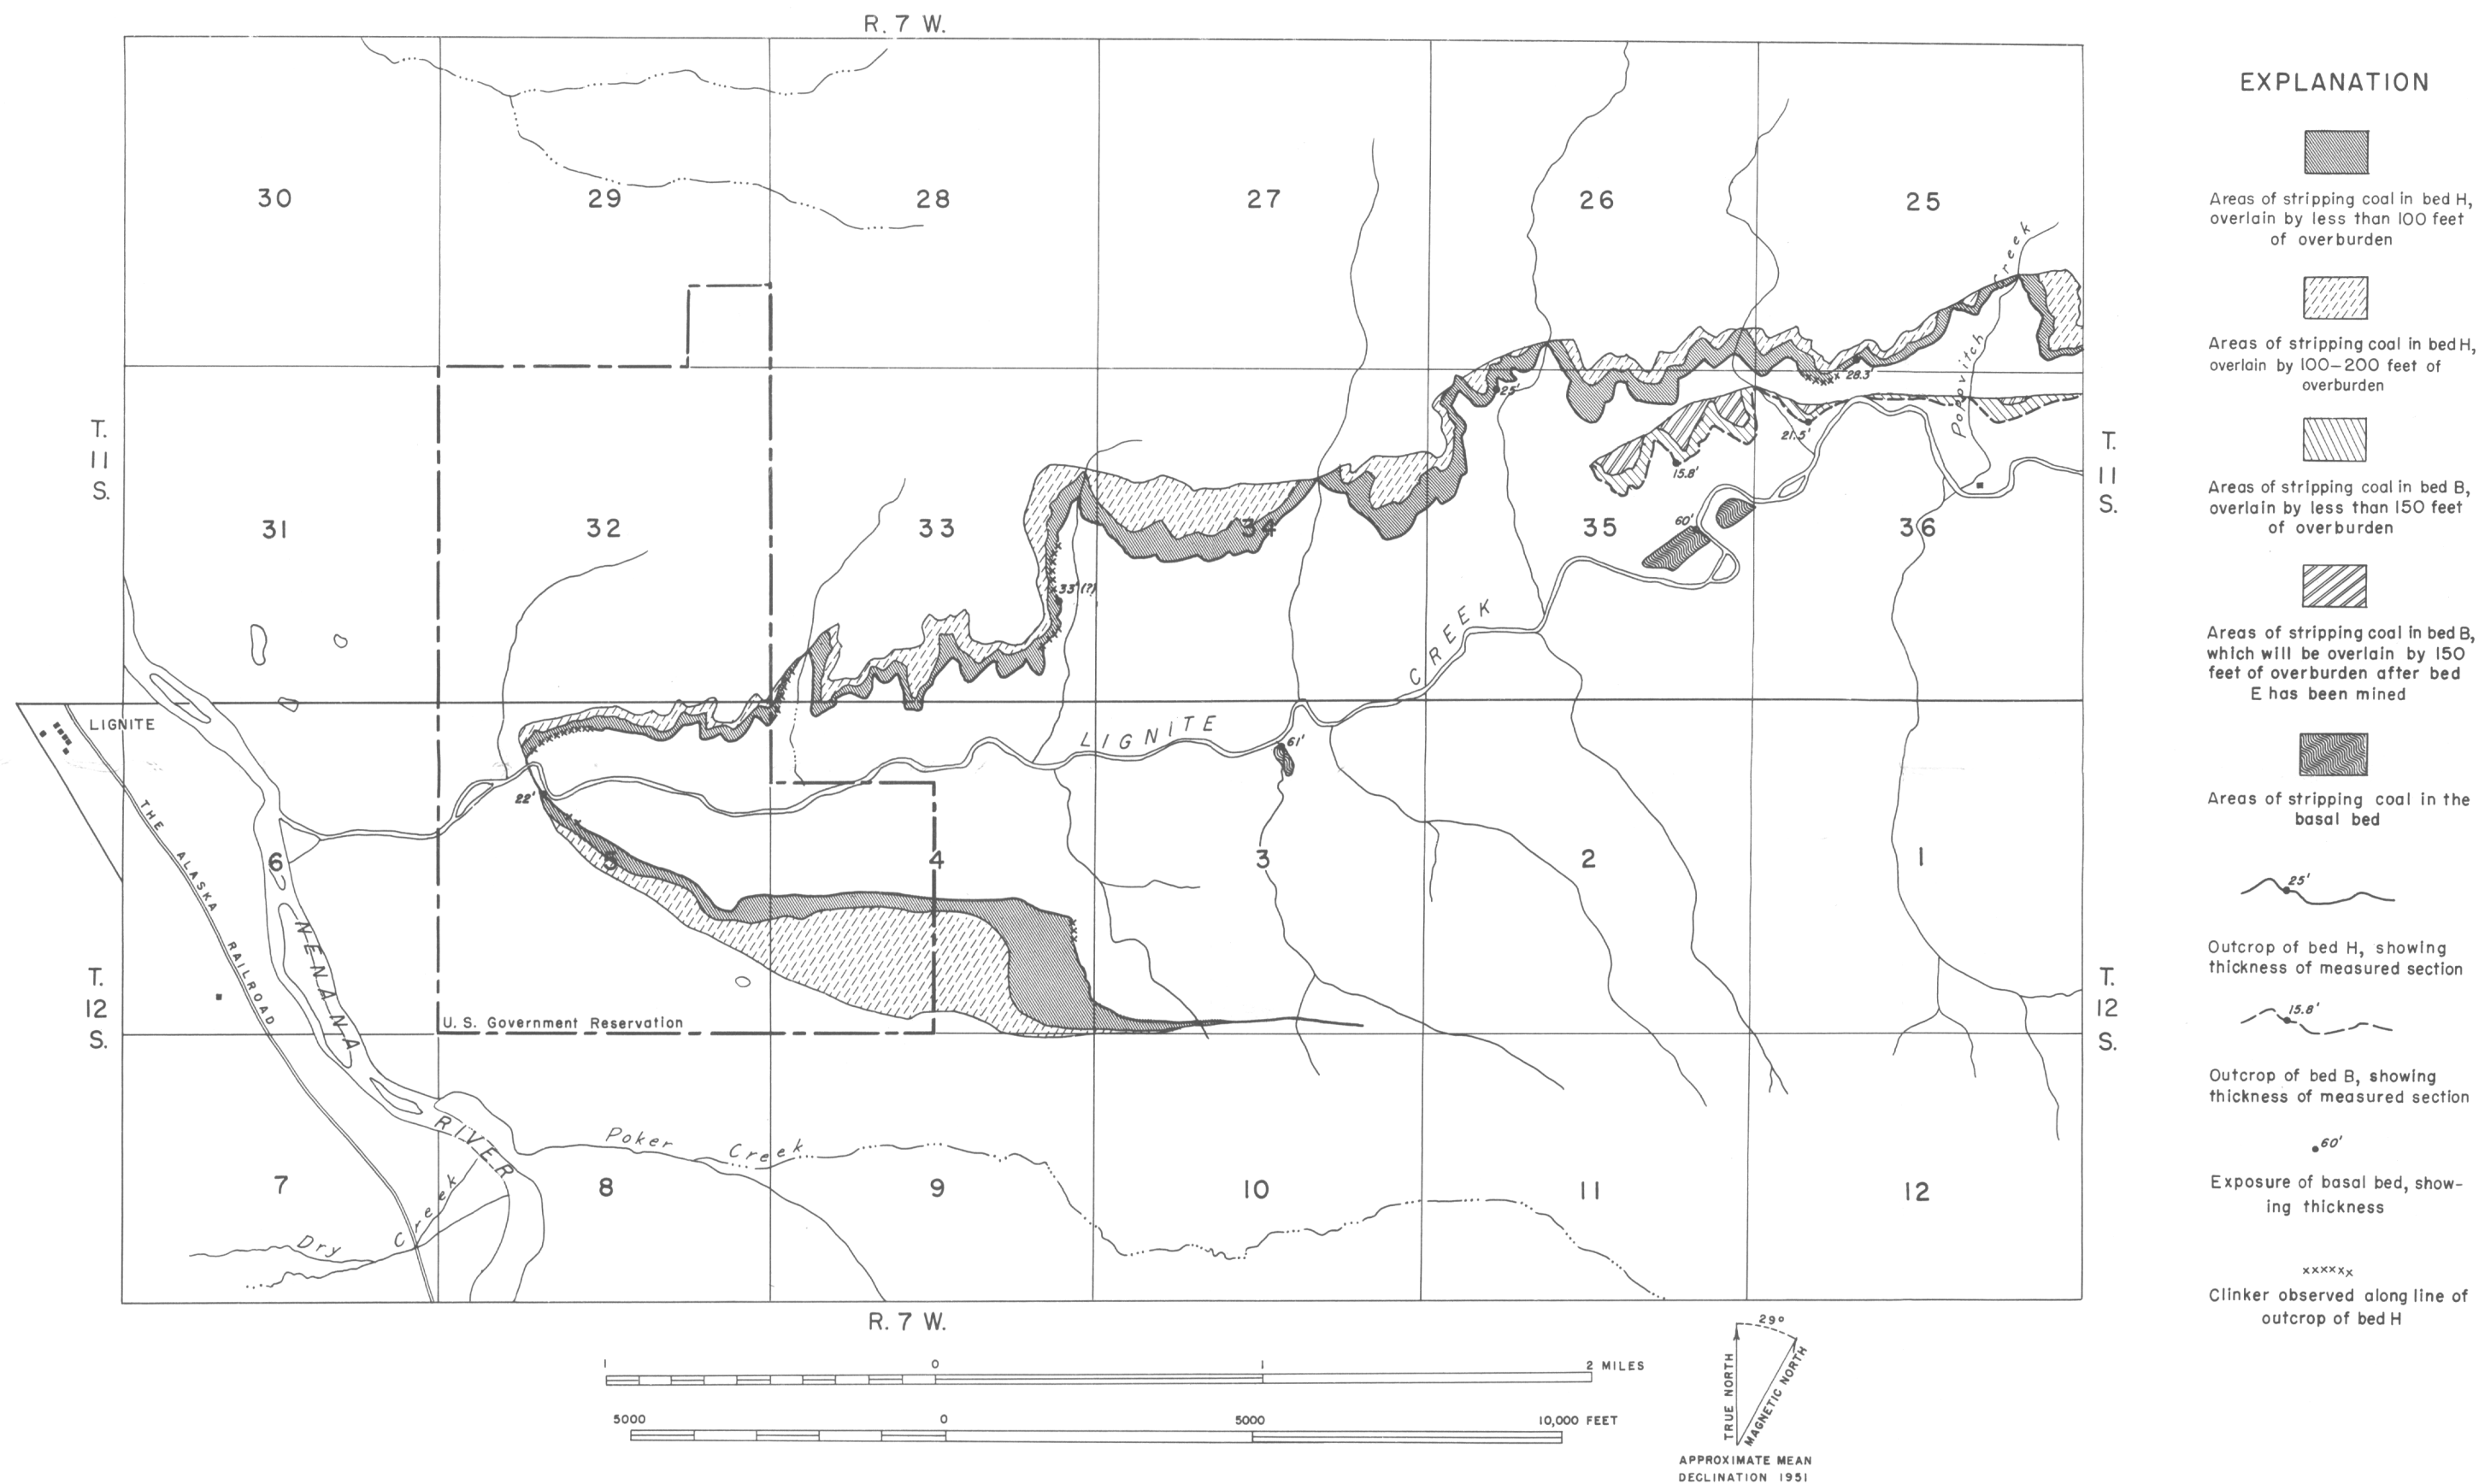 R. 7 W.
30
29
28
27
26
25
Creek
Popovitch
28.3'
25'
21.5'
15.8'
T.
11
S.
T.
11
S.
31
32
33
34
35
36
60'
33' (?)
LIGNITE
LIGNITE CREEK
61'
22'
THE ALASKA RAILROAD
6
5
4
3
2
1
NENANA RIVER
T.
12
S.
T.
12
S.
U. S. Government Reservation
Poker Creek
7
8
9
10
11
12
Dry Creek
R. 7 W.
1 0 1 2 MILES
5000 0 5000 10,000 FEET
29°
TRUE NORTH
MAGNETIC NORTH
APPROXIMATE MEAN
DECLINATION 1951
EXPLANATION
Areas of stripping coal in bed H,
overlain by less than 100 feet
of overburden
Areas of stripping coal in bed H,
overlain by 100–200 feet of
overburden
Areas of stripping coal in bed B,
overlain by less than 150 feet
of overburden
Areas of stripping coal in bed B,
which will be overlain by 150
feet of overburden after bed
E has been mined
Areas of stripping coal in the
basal bed
25'
Outcrop of bed H, showing
thickness of measured section
15.8'
Outcrop of bed B, showing
thickness of measured section
60'
Exposure of basal bed, show-
ing thickness
xxxxxx
Clinker observed along line of
outcrop of bed H